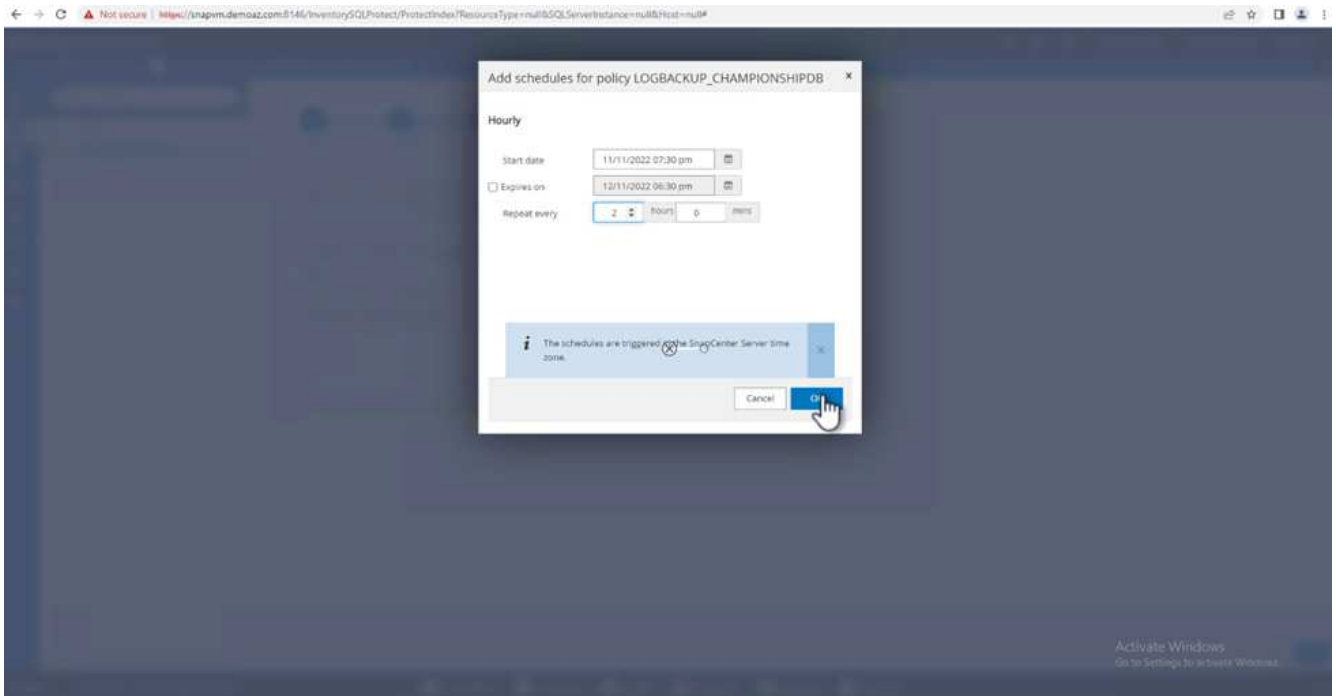 Not secure | https://snapvm.demoaz.com:8146/InventorySQLProtect/ProtectIndex?ResourceType=null&SQLServerInstance=null&Host=null#
Add schedules for policy LOGBACKUP_CHAMPIONSHIPDB x
Hourly
Start date 11/11/2022 07:30 pm
Expires on 12/11/2022 06:30 pm
Repeat every 2 hours 0 mins
i The schedules are triggered the SnapCenter Server time x
zone.
Cancel
Activate Windows
Go to Settings to activate Windows.